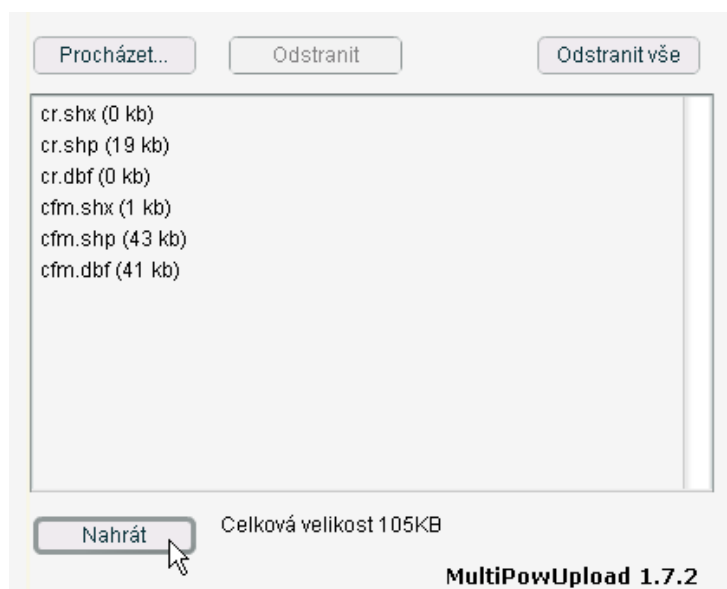 Procházet... Odstranit Odstranit vše
cr.shx (0 kb)
cr.shp (19 kb)
cr.dbf (0 kb)
cfm.shx (1 kb)
cfm.shp (43 kb)
cfm.dbf (41 kb)
Nahrát Celková velikost 105KB
MultiPowUpload 1.7.2